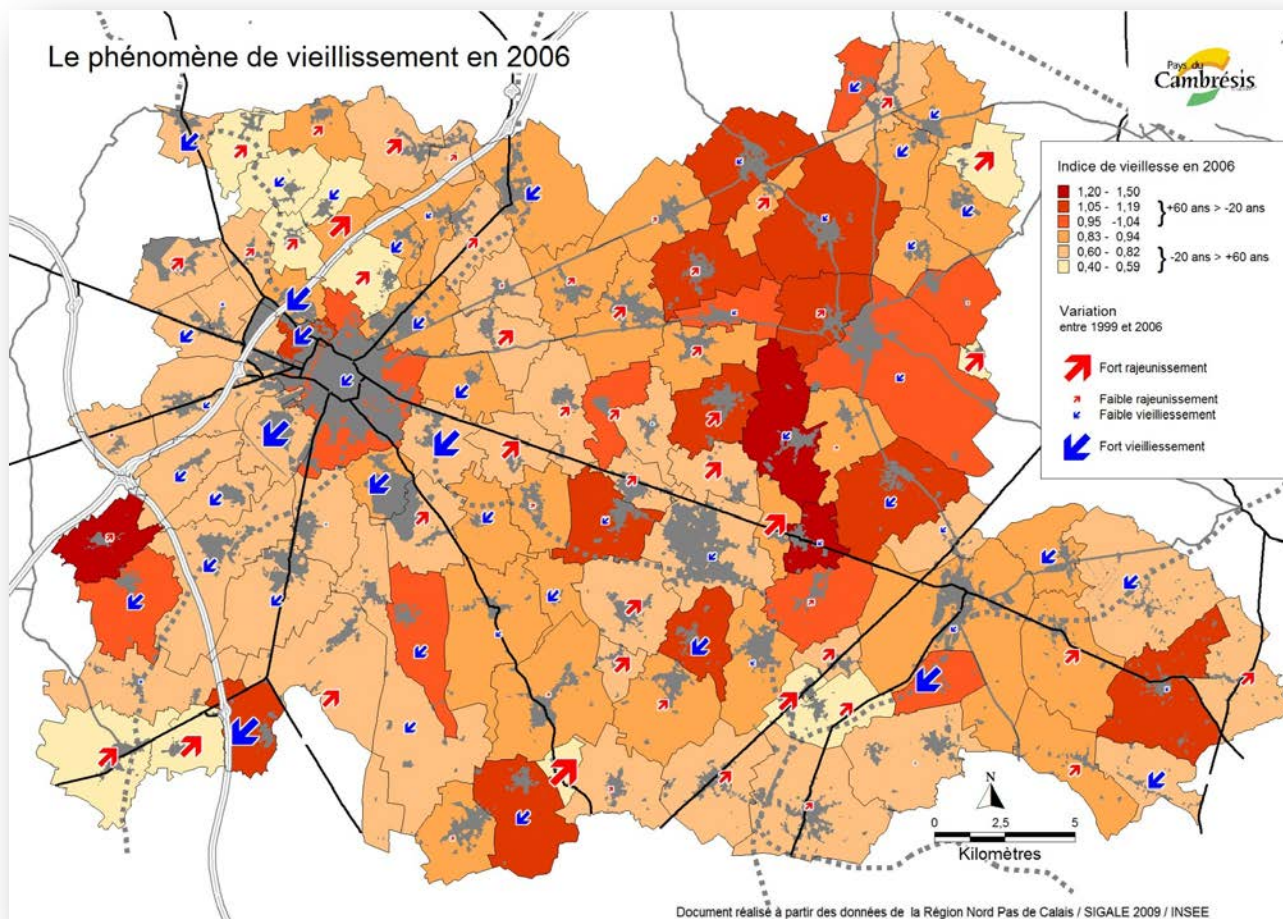 Le phénomène de vieillissement en 2006
Pays du
Cambrésis
Indice de vieillesse en 2006
1,20 - 1,50
1,05 - 1,19
0,95 - 1,04
0,83 - 0,94
0,60 - 0,82
0,40 - 0,59
+60 ans > -20 ans
-20 ans > +60 ans
Variation
entre 1999 et 2006
Fort rajeunissement
Faible rajeunissement
Faible vieilliessement
Fort vieilliessement
N
0 2,5 5
Kilomètres
Document réalisé à partir des données de la Région Nord Pas de Calais / SIGALE 2009 / INSEE